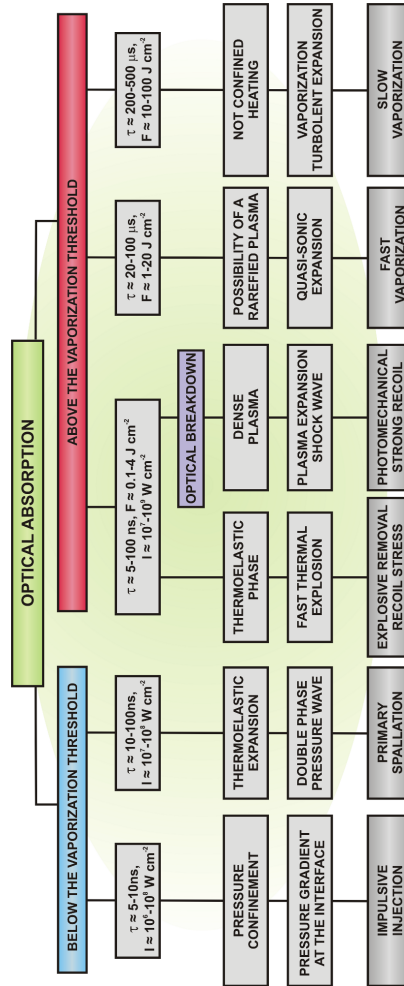 OPTICAL ABSORPTION
BELOW THE VAPORIZATION THRESHOLD
ABOVE THE VAPORIZATION THRESHOLD
τ ≈ 5-10ns,
I ≈ 10⁶-10⁸ W cm⁻²
τ ≈ 10-100ns,
I ≈ 10⁷-10⁸ W cm⁻²
τ ≈ 5-100 ns, F ≈ 0.1-4 J cm⁻²
I ≈ 10⁷-10⁹ W cm⁻²
τ ≈ 20-100 µs,
F ≈ 1-20 J cm⁻²
τ ≈ 200-500 µs,
F ≈ 10-100 J cm⁻²
OPTICAL BREAKDOWN
PRESSURE
CONFINEMENT
THERMOELASTIC
EXPANSION
THERMOELASTIC
PHASE
DENSE
PLASMA
POSSIBILITY OF A
RAREFIED PLASMA
NOT CONFINED
HEATING
PRESSURE GRADIENT
AT THE INTERFACE
DOUBLE PHASE
PRESSURE WAVE
FAST THERMAL
EXPLOSION
PLASMA EXPANSION
SHOCK WAVE
QUASI-SONIC
EXPANSION
VAPORIZATION
TURBOLENT EXPANSION
IMPULSIVE
INJECTION
PRIMARY
SPALLATION
EXPLOSIVE REMOVAL
RECOIL STRESS
PHOTOMECHANICAL
STRONG RECOIL
FAST
VAPORIZATION
SLOW
VAPORIZATION